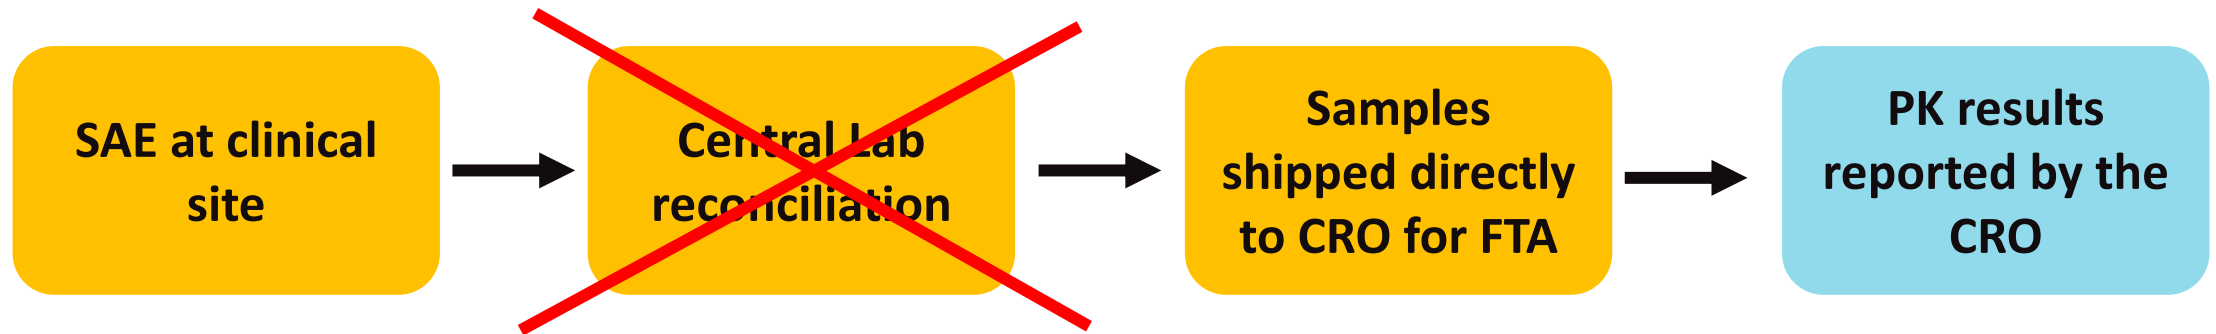 SAE at clinical
site
Central Lab
reconciliation
Samples
shipped directly
to CRO for FTA
PK results
reported by the
CRO